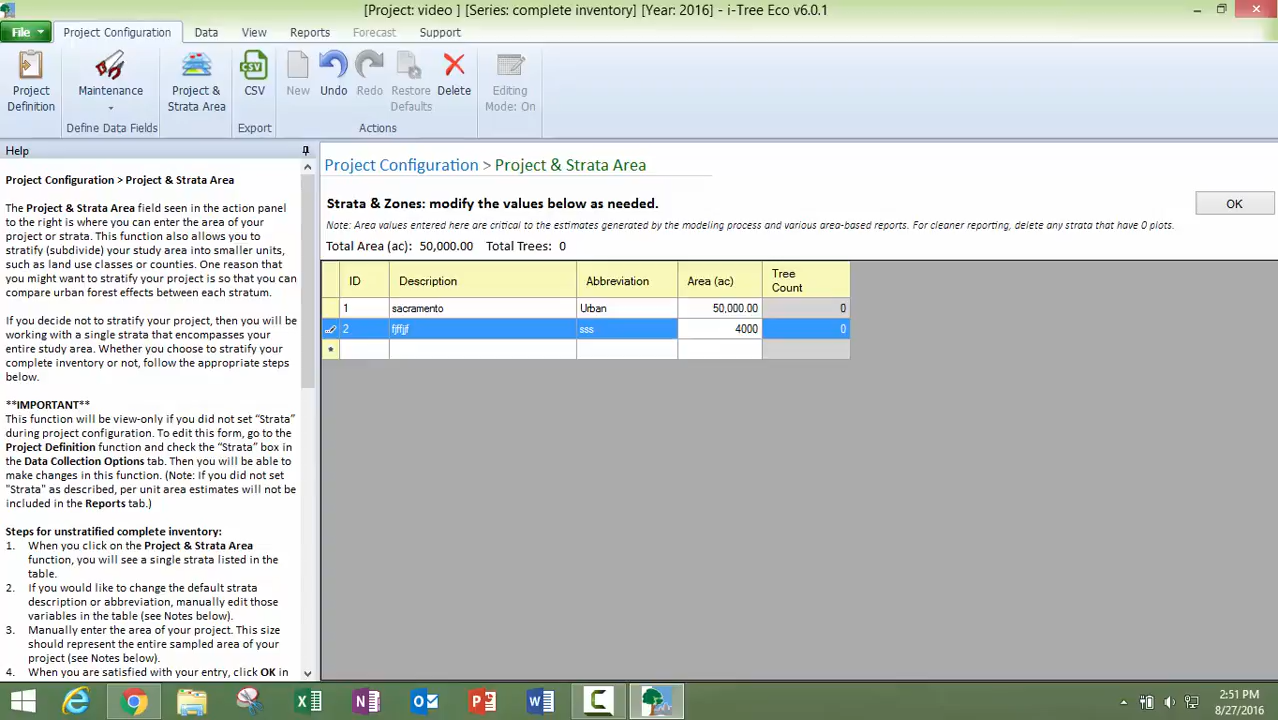 [Project: video ] [Series: complete inventory] [Year: 2016] - i-Tree Eco v6.0.1
File Project Configuration Data View Reports Forecast Support
Project Definition
Maintenance
Project & Strata Area
CSV
New
Undo
Redo
Restore Defaults
Delete
Editing Mode: On
Define Data Fields Export Actions
Help
Project Configuration > Project & Strata Area
The Project & Strata Area field seen in the action panel
to the right is where you can enter the area of your
project or strata. This function also allows you to
stratify (subdivide) your study area into smaller units,
such as land use classes or counties. One reason that
you might want to stratify your project is so that you can
compare urban forest effects between each stratum.
If you decide not to stratify your project, then you will be
working with a single strata that encompasses your
entire study area. Whether you choose to stratify your
complete inventory or not, follow the appropriate steps
below.
**IMPORTANT**
This function will be view-only if you did not set "Strata"
during project configuration. To edit this form, go to the
Project Definition function and check the "Strata" box in
the Data Collection Options tab. Then you will be able to
make changes in this function. (Note: If you did not set
"Strata" as described, per unit area estimates will not be
included in the Reports tab.)
Steps for unstratified complete inventory:
1. When you click on the Project & Strata Area
function, you will see a single strata listed in the
table.
2. If you would like to change the default strata
description or abbreviation, manually edit those
variables in the table (see Notes below).
3. Manually enter the area of your project. This size
should represent the entire sampled area of your
project (see Notes below).
4. When you are satisfied with your entry, click OK in
Project Configuration > Project & Strata Area
Strata & Zones: modify the values below as needed.
OK
Note: Area values entered here are critical to the estimates generated by the modeling process and various area-based reports. For cleaner reporting, delete any strata that have 0 plots.
Total Area (ac): 50,000.00 Total Trees: 0
ID Description Abbreviation Area (ac) Tree Count
1 sacramento Urban 50,000.00 0
2 fjffjjf sss 4000 0
2:51 PM
8/27/2016